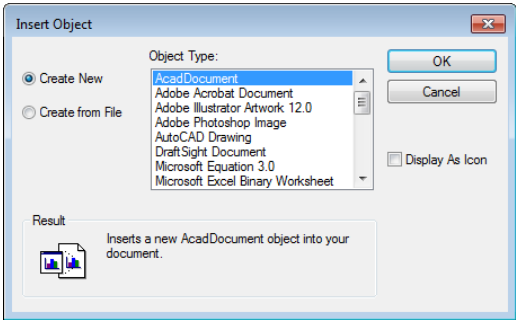 Insert Object
Object Type:
Create New
Create from File
AcadDocument
Adobe Acrobat Document
Adobe Illustrator Artwork 12.0
Adobe Photoshop Image
AutoCAD Drawing
DraftSight Document
Microsoft Equation 3.0
Microsoft Excel Binary Worksheet
OK
Cancel
Display As Icon
Result
Inserts a new AcadDocument object into your
document.